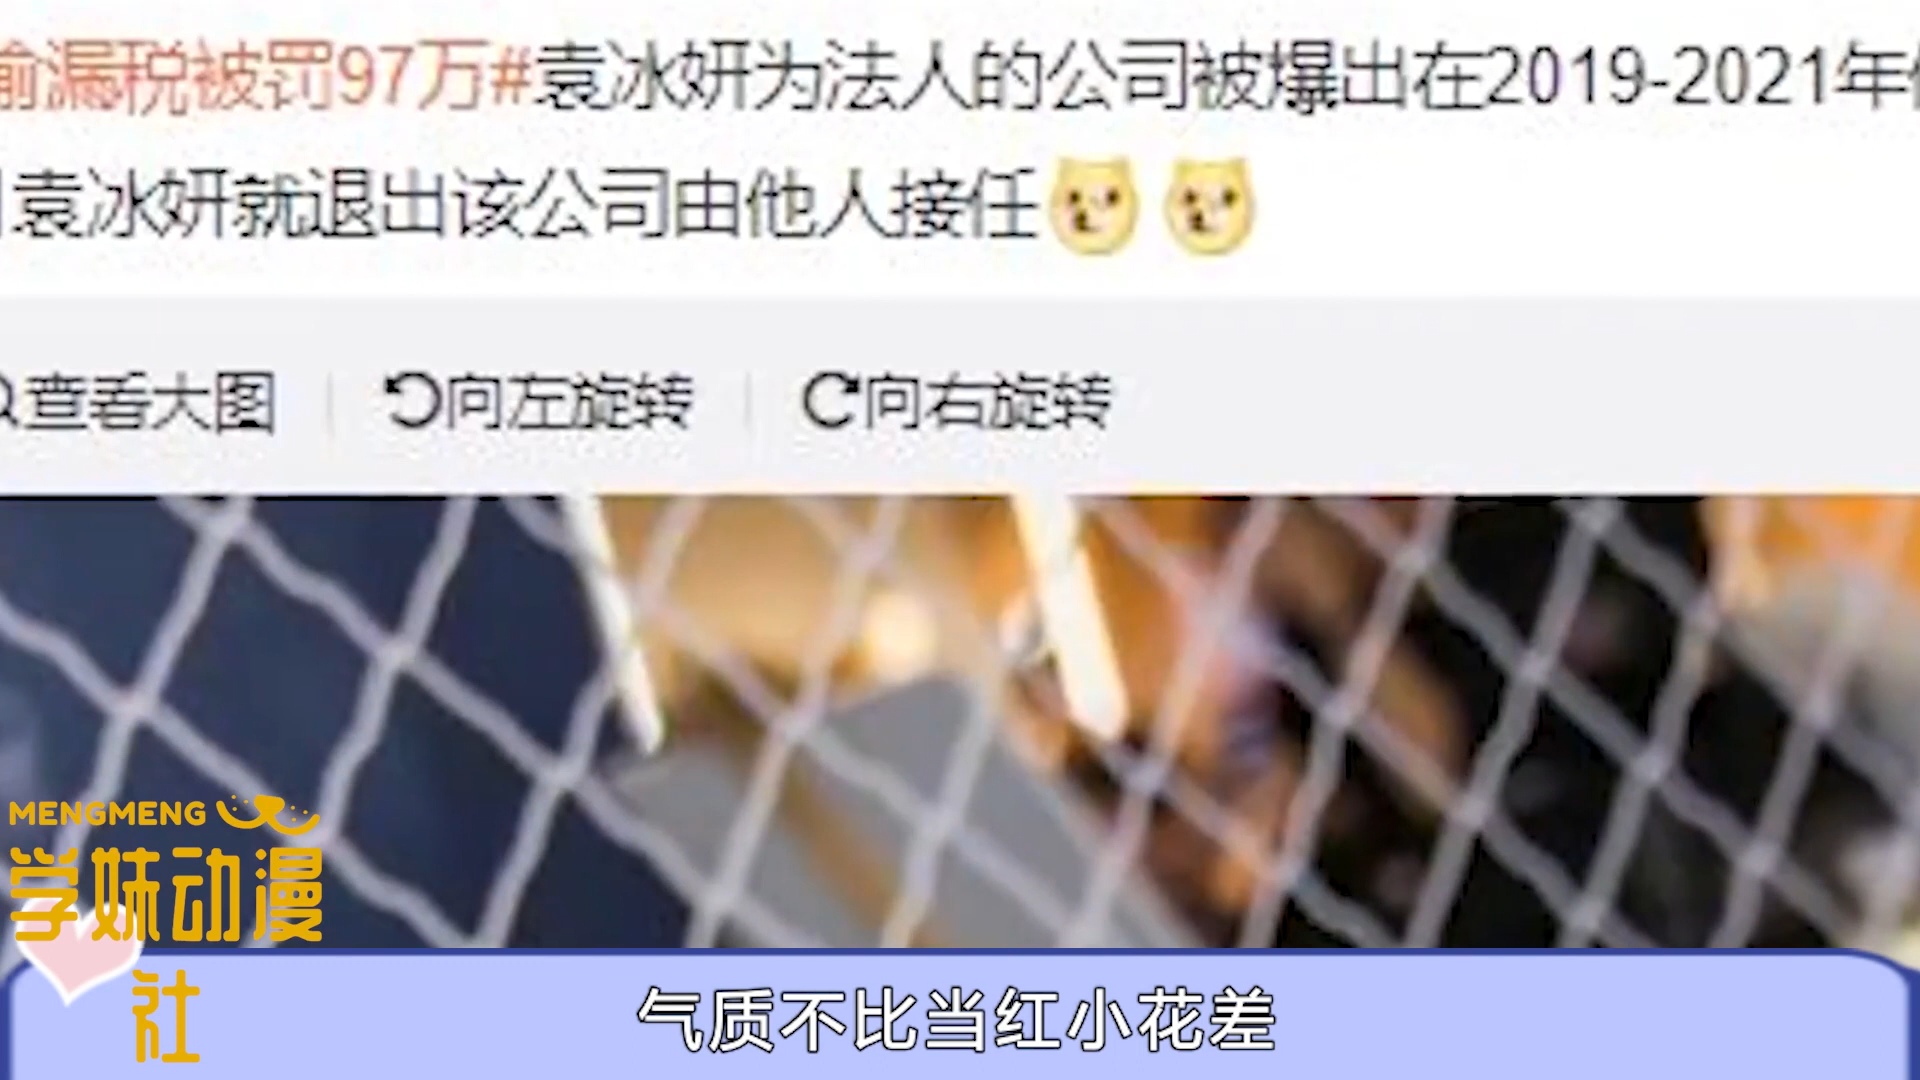 偷漏税被罚97万#袁冰妍为法人的公司被爆出在2019-2021年
袁冰妍就退出该公司由他人接任
查看大图
向左旋转
向右旋转
MENGMENG
学妹动漫
社
气质不比当红小花差